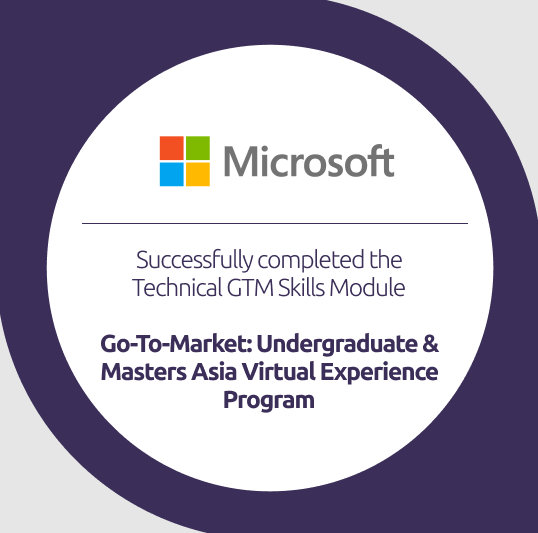 Microsoft
Successfully completed the
Technical GTM Skills Module
Go-To-Market: Undergraduate &
Masters Asia Virtual Experience
Program